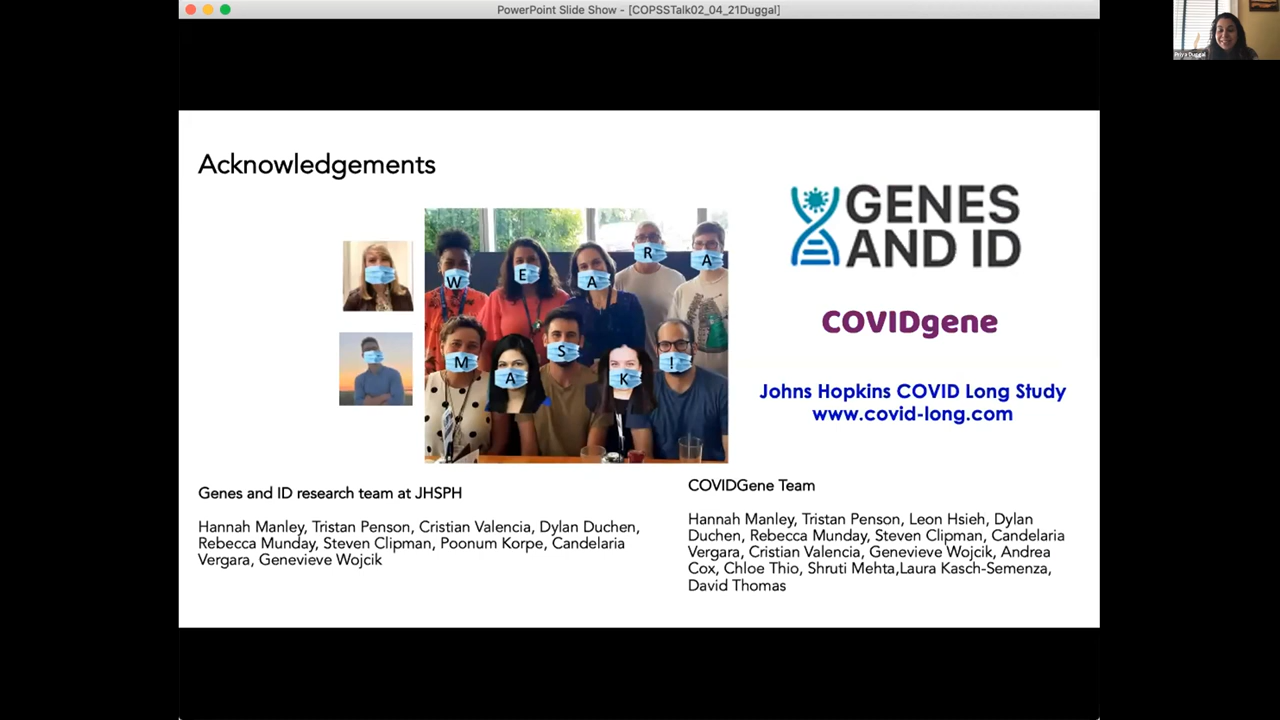 PowerPoint Slide Show - [COPSSTalk02_04_21Duggal]
Priya Duggal
Acknowledgements
GENES
AND ID
W E A R A
M A S K !
COVIDgene
Johns Hopkins COVID Long Study
www.covid-long.com
Genes and ID research team at JHSPH
Hannah Manley, Tristan Penson, Cristian Valencia, Dylan Duchen,
Rebecca Munday, Steven Clipman, Poonum Korpe, Candelaria
Vergara, Genevieve Wojcik
COVIDGene Team
Hannah Manley, Tristan Penson, Leon Hsieh, Dylan
Duchen, Rebecca Munday, Steven Clipman, Candelaria
Vergara, Cristian Valencia, Genevieve Wojcik, Andrea
Cox, Chloe Thio, Shruti Mehta,Laura Kasch-Semenza,
David Thomas